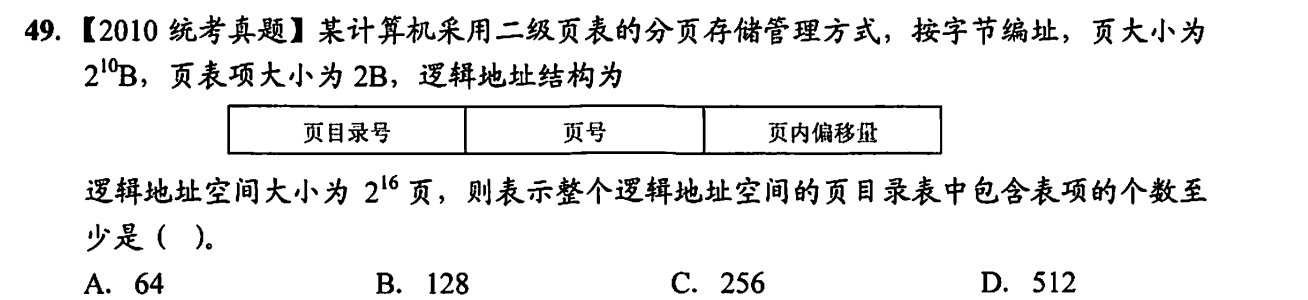 49. 【2010 统考真题】某计算机采用二级页表的分页存储管理方式，按字节编址，页大小为
2¹⁰B，页表项大小为 2B，逻辑地址结构为
页目录号 页号 页内偏移量
逻辑地址空间大小为 2¹⁶ 页，则表示整个逻辑地址空间的页目录表中包含表项的个数至
少是（ ）。
A. 64 B. 128 C. 256 D. 512